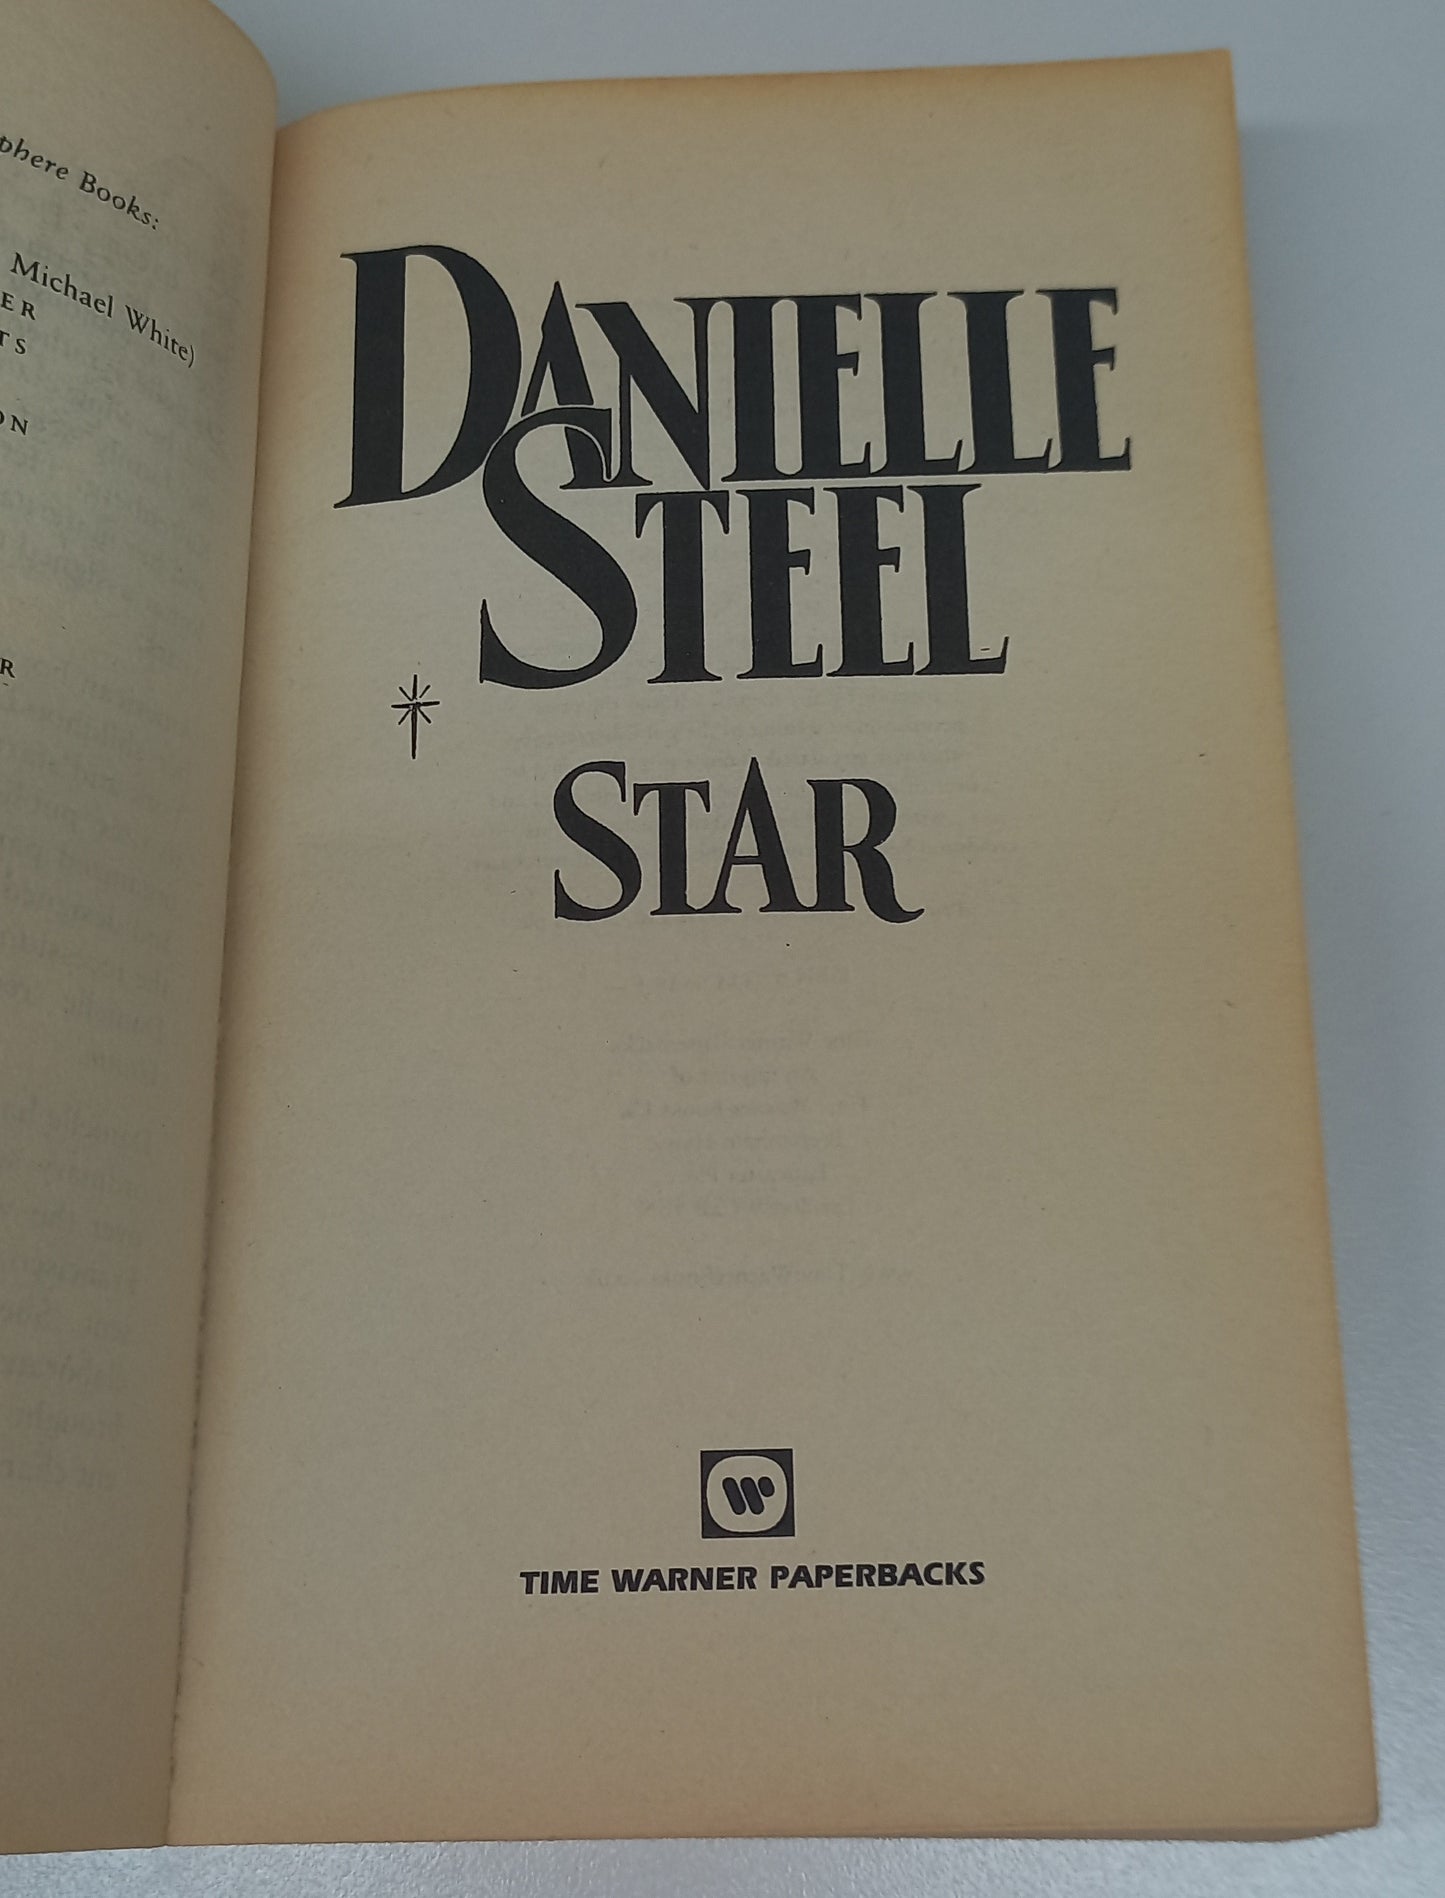 phere Books:
Michael White)
ER
TS
ON
R
DANIELLE
STEEL
STAR
W
TIME WARNER PAPERBACKS